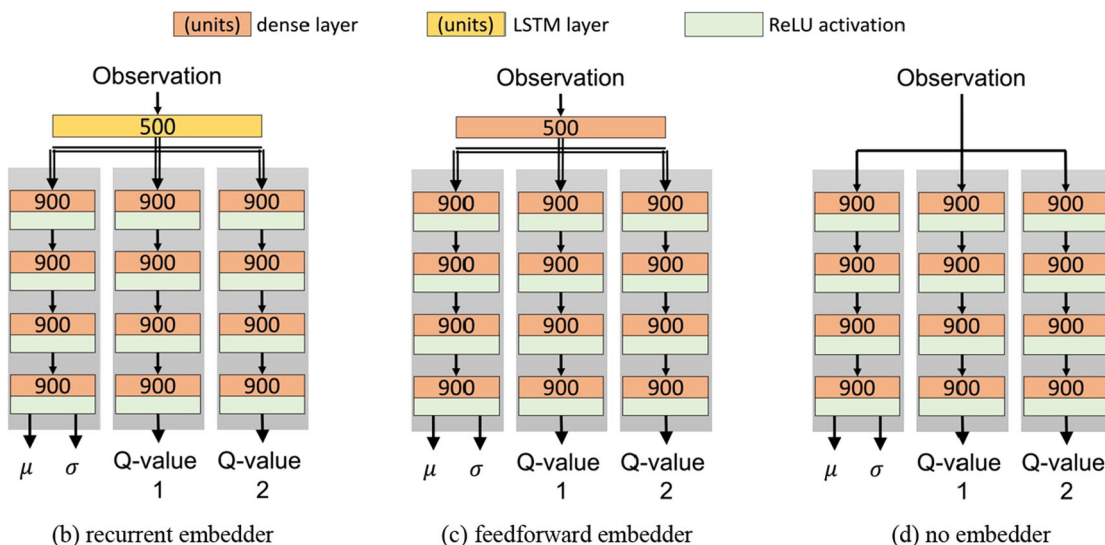 (units) dense layer (units) LSTM layer ReLU activation
Observation Observation Observation
500 500
900 900 900 900 900 900 900 900 900
900 900 900 900 900 900 900 900 900
900 900 900 900 900 900 900 900 900
900 900 900 900 900 900 900 900 900
μ σ Q-value Q-value μ σ Q-value Q-value μ σ Q-value Q-value
1 2 1 2 1 2
(b) recurrent embedder (c) feedforward embedder (d) no embedder